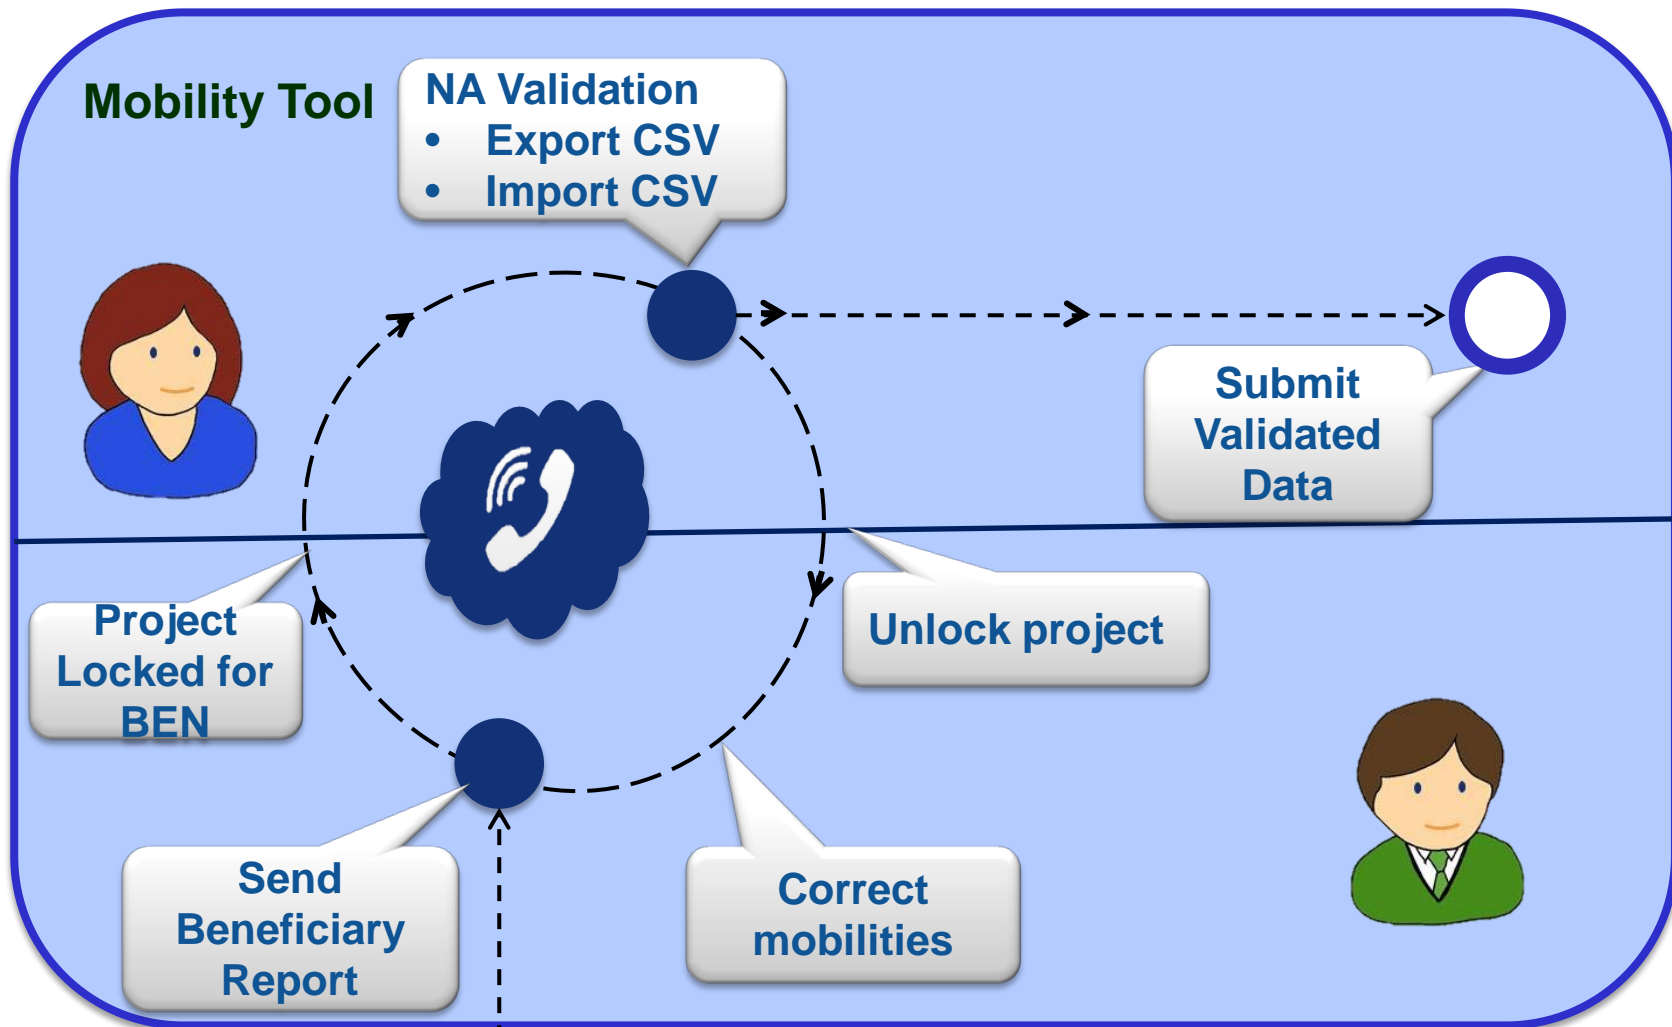 Mobility Tool
NA Validation
• Export CSV
• Import CSV
Submit
Validated
Data
Project
Locked for
BEN
Unlock project
Send
Beneficiary
Report
Correct
mobilities